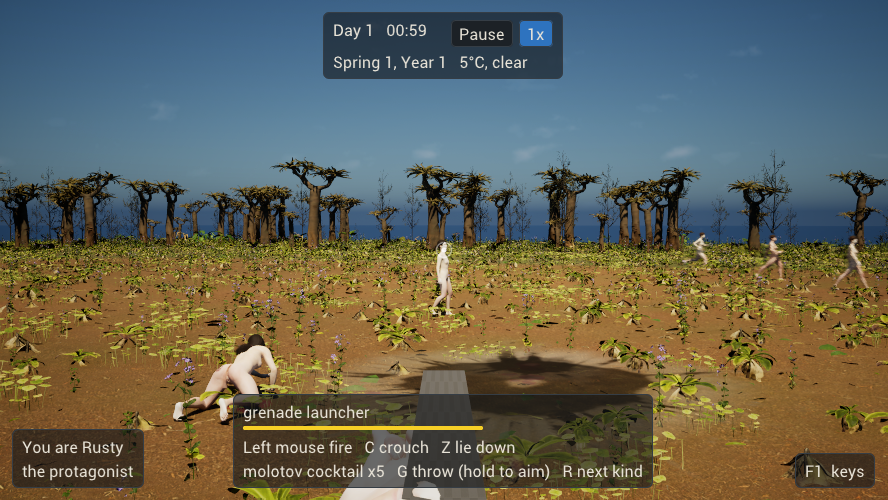 Day 1 00:59 Pause 1x
Spring 1, Year 1 5°C, clear
grenade launcher
Left mouse fire C crouch Z lie down
molotov cocktail x5 G throw (hold to aim) R next kind
You are Rusty
the protagonist
F1 keys